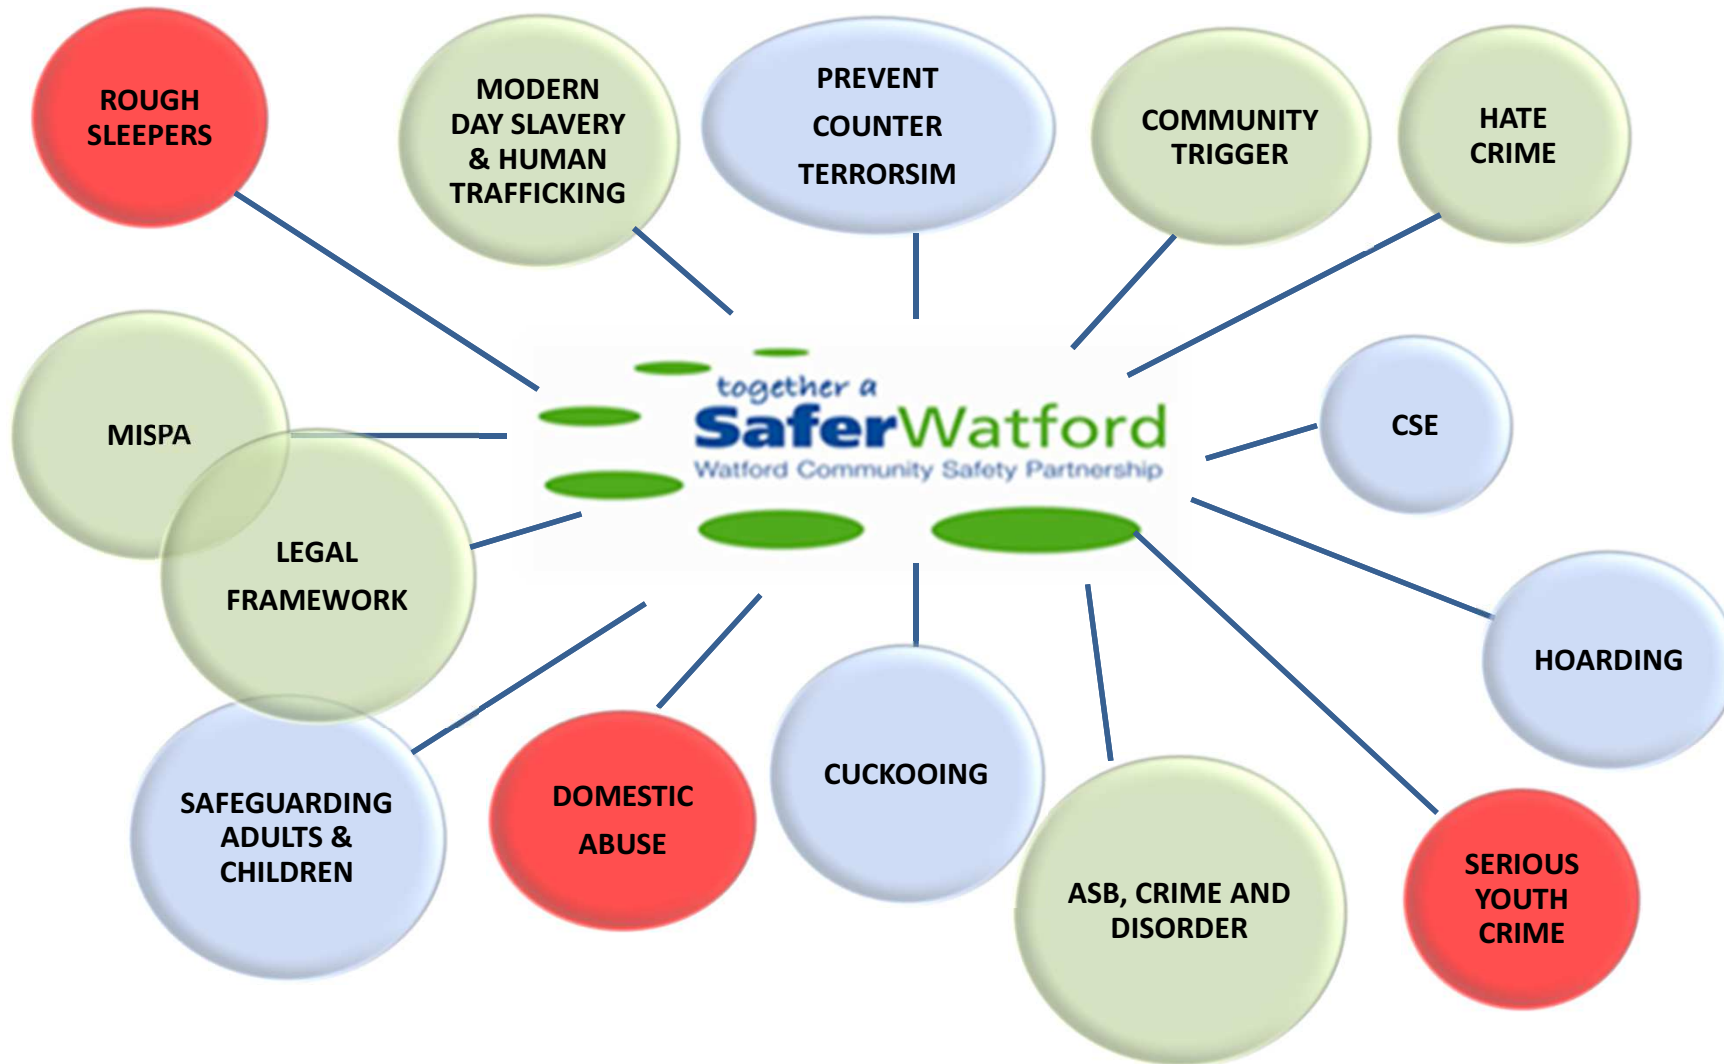 ROUGH
SLEEPERS
MODERN
DAY SLAVERY
& HUMAN
TRAFFICKING
PREVENT
COUNTER
TERRORSIM
COMMUNITY
TRIGGER
HATE
CRIME
together a
SaferWatford
Watford Community Safety Partnership
MISPA
CSE
LEGAL
FRAMEWORK
HOARDING
SAFEGUARDING
ADULTS &
CHILDREN
DOMESTIC
ABUSE
CUCKOOING
ASB, CRIME AND
DISORDER
SERIOUS
YOUTH
CRIME